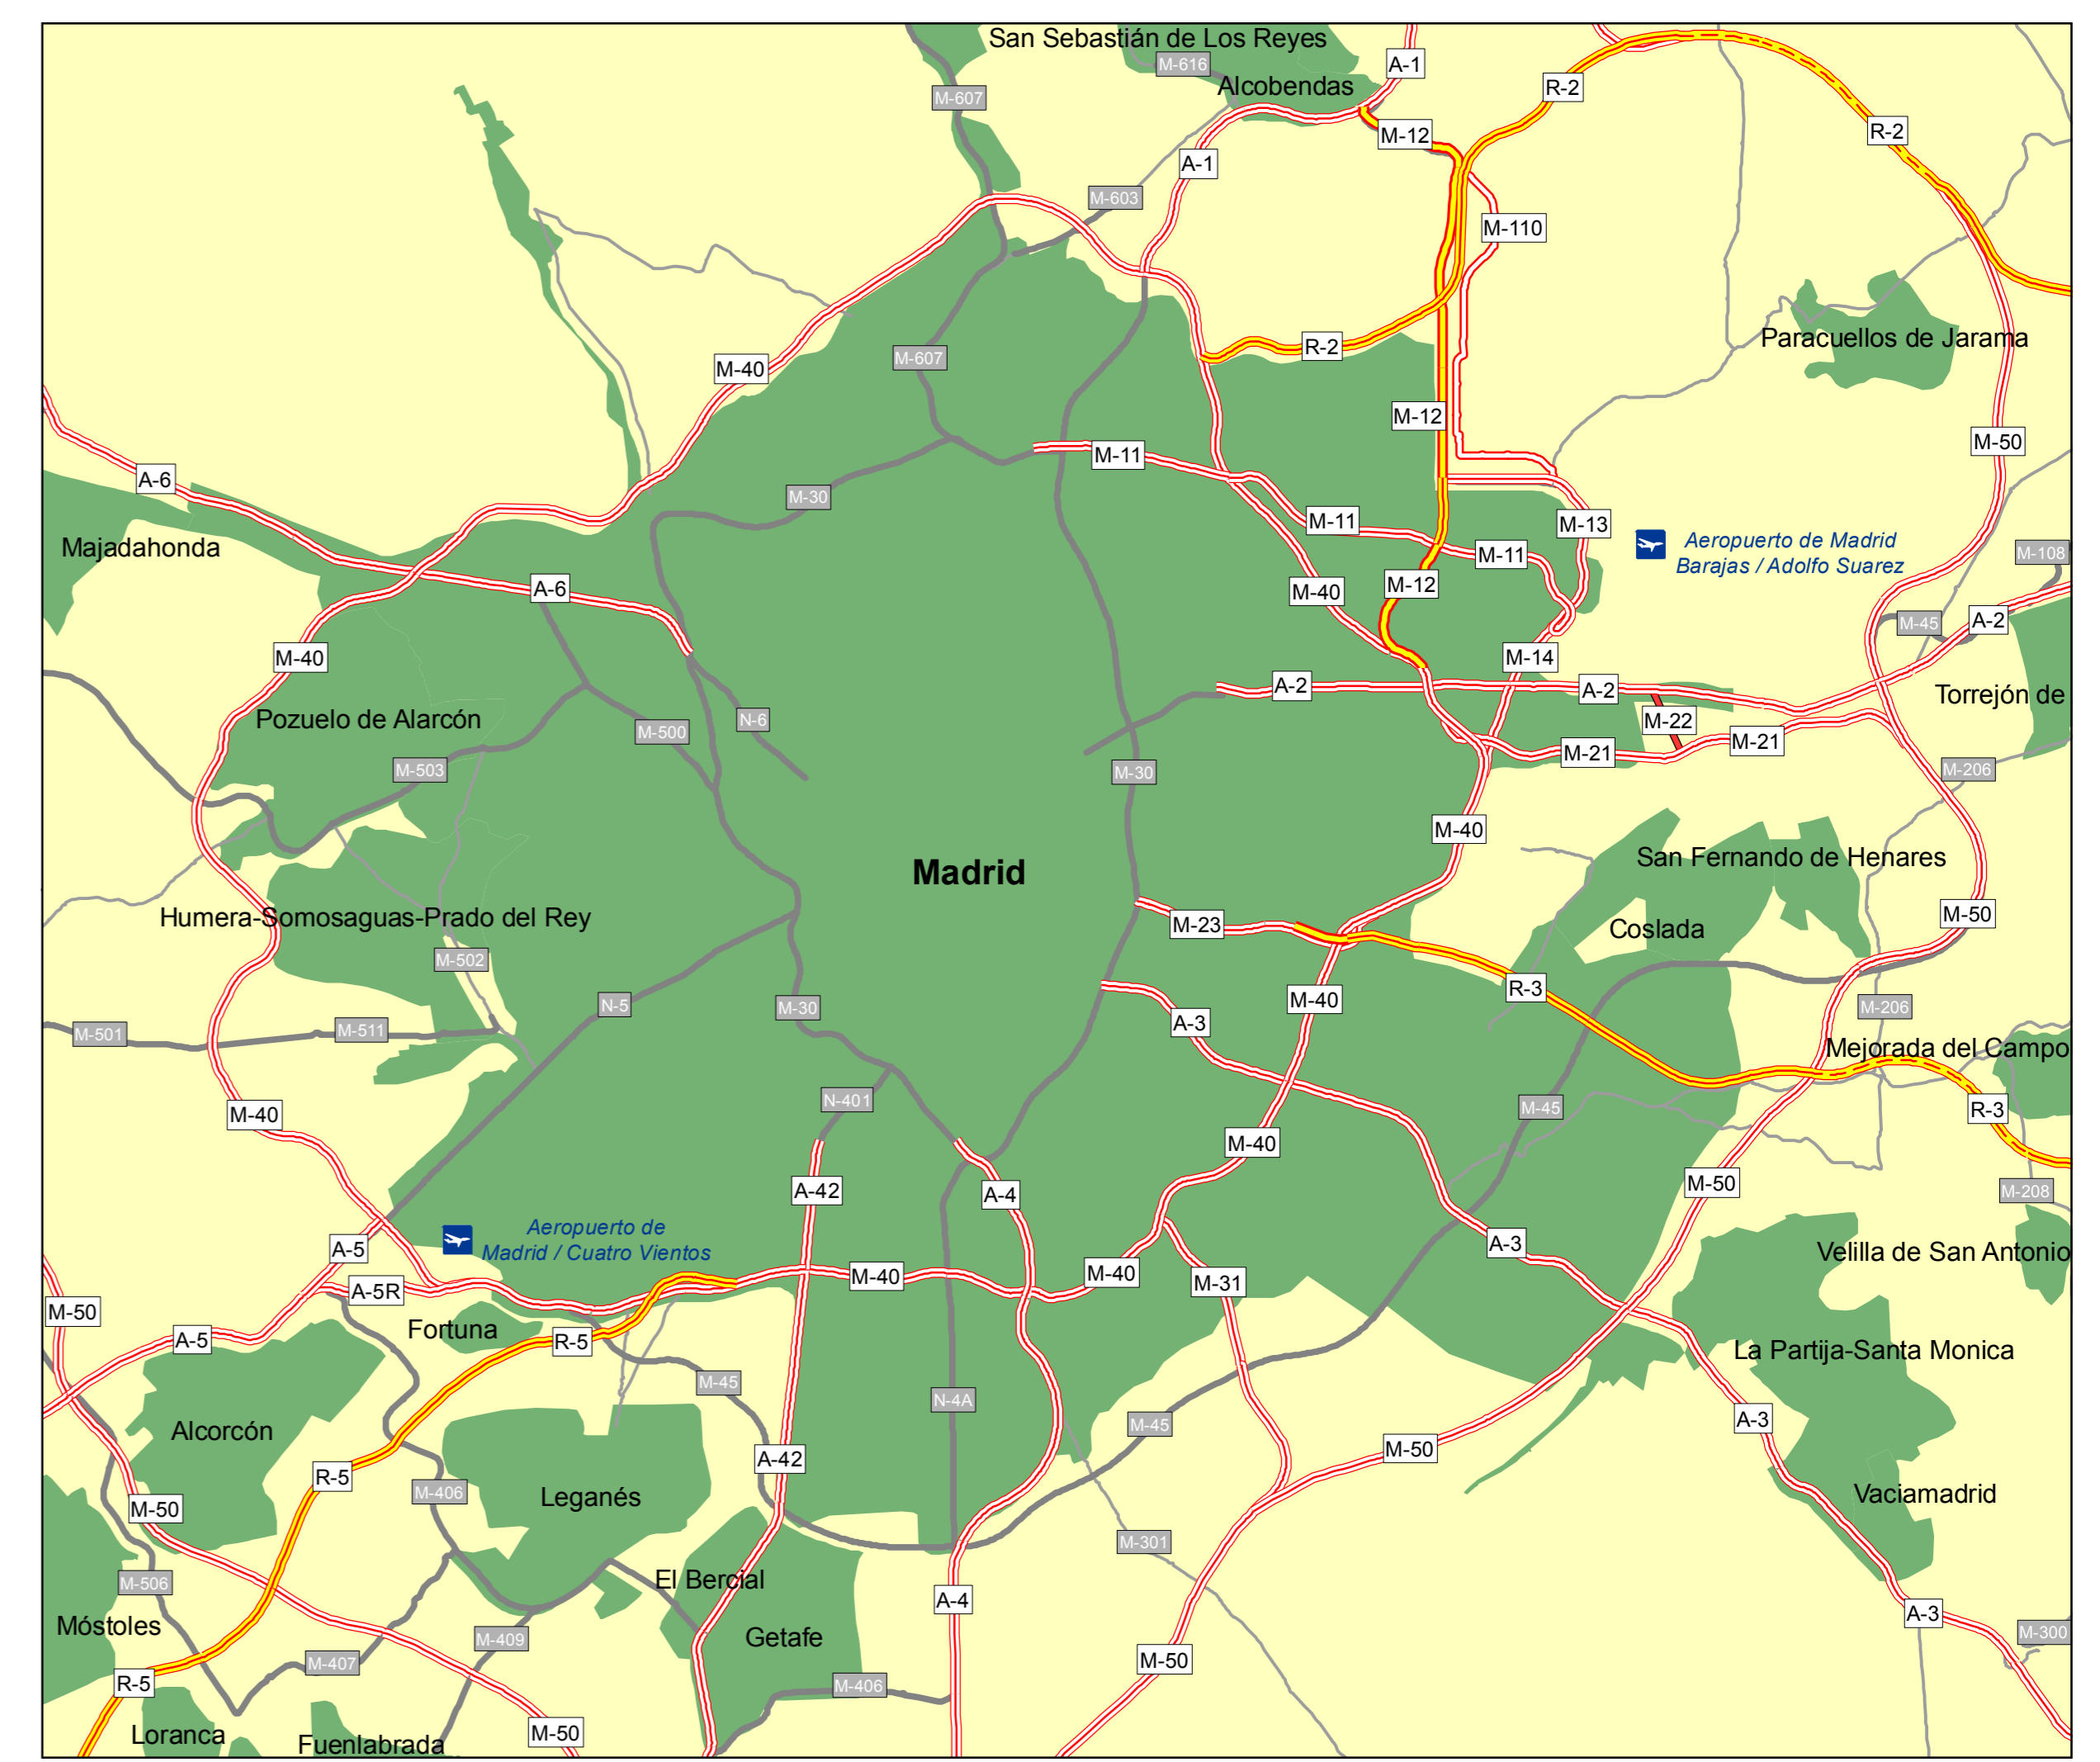 San Sebastián de Los Reyes
M-616
A-1
Alcobendas
R-2
M-607
M-12
R-2
A-1
M-603
M-110
Paracuellos de Jarama
R-2
M-607
M-40
M-12
M-50
M-11
A-6
M-30
M-11
M-13
Majadahonda
Aeropuerto de Madrid
Barajas / Adolfo Suarez
M-11
M-108
A-6
M-40
M-12
M-45
A-2
M-40
M-14
A-2
A-2
Torrejón de
Pozuelo de Alarcón
N-6
M-22
M-500
M-21
M-21
M-503
M-30
M-206
M-40
San Fernando de Henares
Madrid
Humera-Somosaguas-Prado del Rey
M-23
Coslada
M-50
M-502
R-3
N-5
M-30
M-40
M-206
M-501
M-511
A-3
Mejorada del Campo
N-401
M-45
R-3
M-40
M-40
A-42
A-4
M-50
M-208
Aeropuerto de
Madrid / Cuatro Vientos
A-5
A-3
Velilla de San Antonio
M-40
M-40
M-31
A-5R
M-50
Fortuna
A-5
R-5
La Partija-Santa Monica
M-45
N-4A
Alcorcón
M-45
A-3
A-42
M-50
R-5
M-406
Leganés
Vaciamadrid
M-50
M-301
M-506
El Bercial
A-4
A-3
Móstoles
M-409
Getafe
M-300
M-407
M-50
R-5
M-406
Loranca
M-50
Fuenlabrada